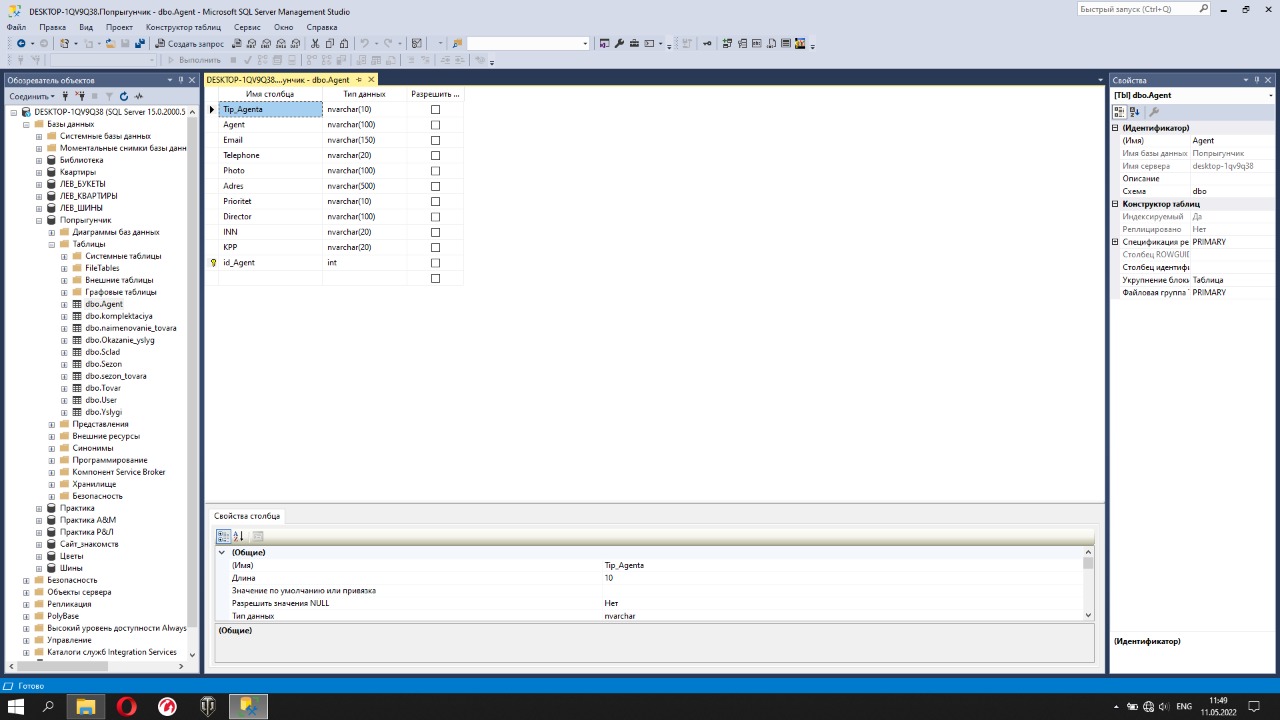 DESKTOP-1QV9Q38.Попрыгунчик - dbo.Agent - Microsoft SQL Server Management Studio
Быстрый запуск (Ctrl+Q)
Файл Правка Вид Проект Конструктор таблиц Сервис Окно Справка
Создать запрос
Выполнить
Обозреватель объектов
Соединить
DESKTOP-1QV9Q38 (SQL Server 15.0.2000.5
Базы данных
Системные базы данных
Моментальные снимки базы данн
Библиотека
Квартиры
ЛЕВ_БУКЕТЫ
ЛЕВ_КВАРТИРЫ
ЛЕВ_ШИНЫ
Попрыгунчик
Диаграммы баз данных
Таблицы
Системные таблицы
FileTables
Внешние таблицы
Графовые таблицы
dbo.Agent
dbo.komplektaciya
dbo.naimenovanie_tovara
dbo.Okazanie_yslyg
dbo.Sclad
dbo.Sezon
dbo.sezon_tovara
dbo.Tovar
dbo.User
dbo.Yslygi
Представления
Внешние ресурсы
Синонимы
Программирование
Компонент Service Broker
Хранилище
Безопасность
Практика
Практика А&М
Практика Р&Л
Сайт_знакомств
Цветы
Шины
Безопасность
Объекты сервера
Репликация
PolyBase
Высокий уровень доступности Always
Управление
Каталоги служб Integration Services
DESKTOP-1QV9Q38....унчик - dbo.Agent
Имя столбца Тип данных Разрешить ...
Tip_Agenta nvarchar(10)
Agent nvarchar(100)
Email nvarchar(150)
Telephone nvarchar(20)
Photo nvarchar(100)
Adres nvarchar(500)
Prioritet nvarchar(10)
Director nvarchar(100)
INN nvarchar(20)
KPP nvarchar(20)
id_Agent int
Свойства столбца
(Общие)
(Имя) Tip_Agenta
Длина 10
Значение по умолчанию или привязка
Разрешить значения NULL Нет
Тип данных nvarchar
(Общие)
Свойства
[Tbl] dbo.Agent
(Идентификатор)
(Имя) Agent
Имя базы данных Попрыгунчик
Имя сервера desktop-1qv9q38
Описание
Схема dbo
Конструктор таблиц
Индексируемый Да
Реплицировано Нет
Спецификация ре PRIMARY
Столбец ROWGUID
Столбец идентифи
Укрупнение блоки Таблица
Файловая группа PRIMARY
(Идентификатор)
Готово
ENG
11:49
11.05.2022